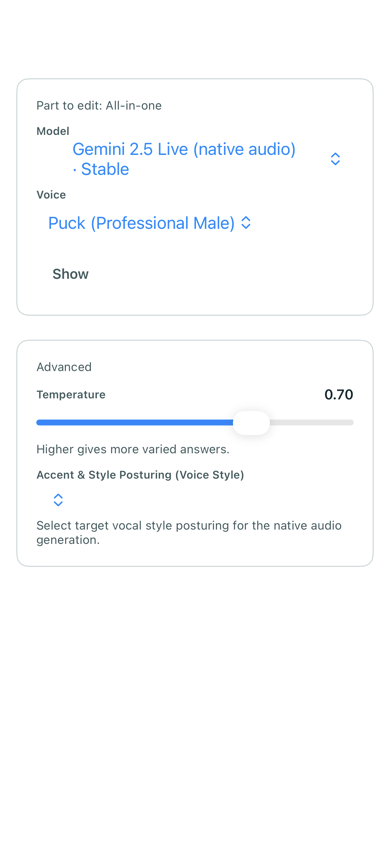 Part to edit: All-in-one
Model
Gemini 2.5 Live (native audio)
· Stable
Voice
Puck (Professional Male)
Show
Advanced
Temperature 0.70
Higher gives more varied answers.
Accent & Style Posturing (Voice Style)
Select target vocal style posturing for the native audio
generation.